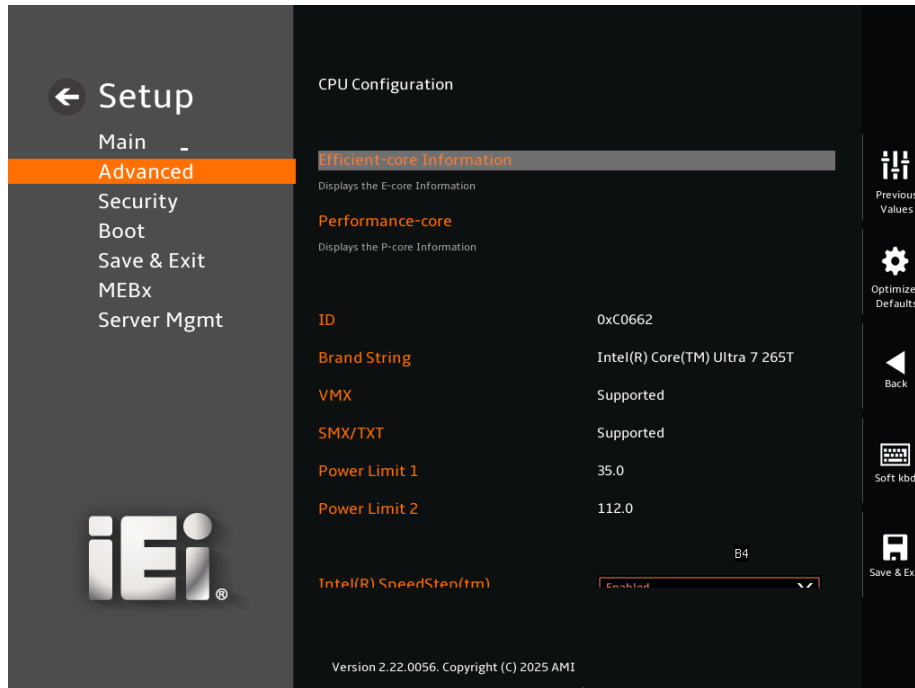 Setup
Main
Advanced
Security
Boot
Save & Exit
MEBx
Server Mgmt
iEi ®
CPU Configuration
Efficient-core Information
Displays the E-core Information
Performance-core
Displays the P-core Information
ID 0xC0662
Brand String Intel(R) Core(TM) Ultra 7 265T
VMX Supported
SMX/TXT Supported
Power Limit 1 35.0
Power Limit 2 112.0
B4
Intel(R) SpeedStep(tm) Enabled
Version 2.22.0056. Copyright (C) 2025 AMI
Previous
Values
Optimize
Defaults
Back
Soft kbd
Save & Ex